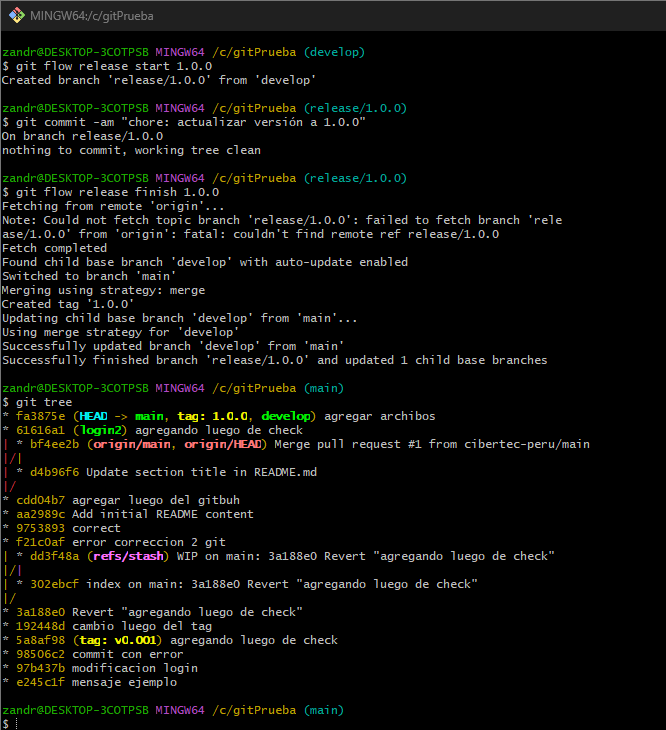 MINGW64:/c/gitPrueba
zandr@DESKTOP-3COTPSB MINGW64 /c/gitPrueba (develop)
$ git flow release start 1.0.0
Created branch 'release/1.0.0' from 'develop'
zandr@DESKTOP-3COTPSB MINGW64 /c/gitPrueba (release/1.0.0)
$ git commit -am "chore: actualizar versión a 1.0.0"
On branch release/1.0.0
nothing to commit, working tree clean
zandr@DESKTOP-3COTPSB MINGW64 /c/gitPrueba (release/1.0.0)
$ git flow release finish 1.0.0
Fetching from remote 'origin'...
Note: Could not fetch topic branch 'release/1.0.0': failed to fetch branch 'rele
ase/1.0.0' from 'origin': fatal: couldn't find remote ref release/1.0.0
Fetch completed
Found child base branch 'develop' with auto-update enabled
Switched to branch 'main'
Merging using strategy: merge
Created tag '1.0.0'
Updating child base branch 'develop' from 'main'...
Using merge strategy for 'develop'
Successfully updated branch 'develop' from 'main'
Successfully finished branch 'release/1.0.0' and updated 1 child base branches
zandr@DESKTOP-3COTPSB MINGW64 /c/gitPrueba (main)
$ git tree
* fa3875e (HEAD -> main, tag: 1.0.0, develop) agregar archibos
* 61616a1 (login2) agregando luego de check
| * bf4ee2b (origin/main, origin/HEAD) Merge pull request #1 from cibertec-peru/main
|/|
| * d4b96f6 Update section title in README.md
|/
* cdd04b7 agregar luego del gitbuh
* aa2989c Add initial README content
* 9753893 correct
* f21c0af error correccion 2 git
| * dd3f48a (refs/stash) WIP on main: 3a188e0 Revert "agregando luego de check"
|/|
| * 302ebcf index on main: 3a188e0 Revert "agregando luego de check"
|/
* 3a188e0 Revert "agregando luego de check"
* 192448d cambio luego del tag
* 5a8af98 (tag: v0.001) agregando luego de check
* 98506c2 commit con error
* 97b437b modificacion login
* e245c1f mensaje ejemplo
zandr@DESKTOP-3COTPSB MINGW64 /c/gitPrueba (main)
$